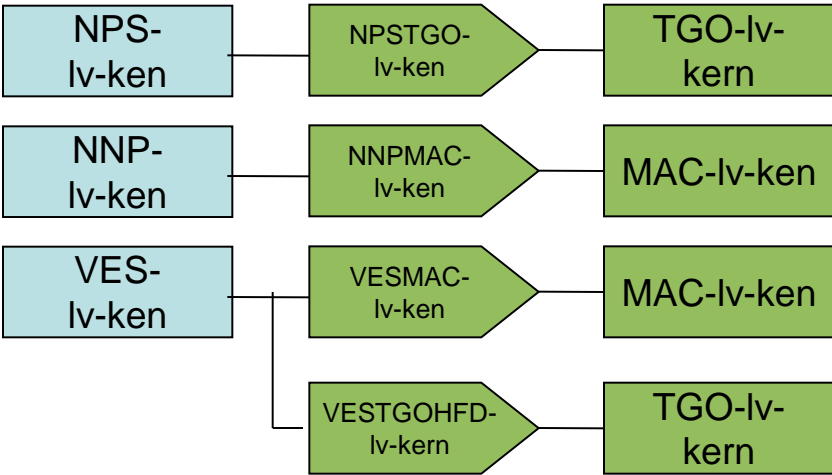 NPS-
lv-ken
NPSTGO-
lv-ken
TGO-lv-
kern
NNP-
lv-ken
NNPMAC-
lv-ken
MAC-lv-ken
VES-
lv-ken
VESMAC-
lv-ken
MAC-lv-ken
VESTGOHFD-
lv-kern
TGO-lv-
kern